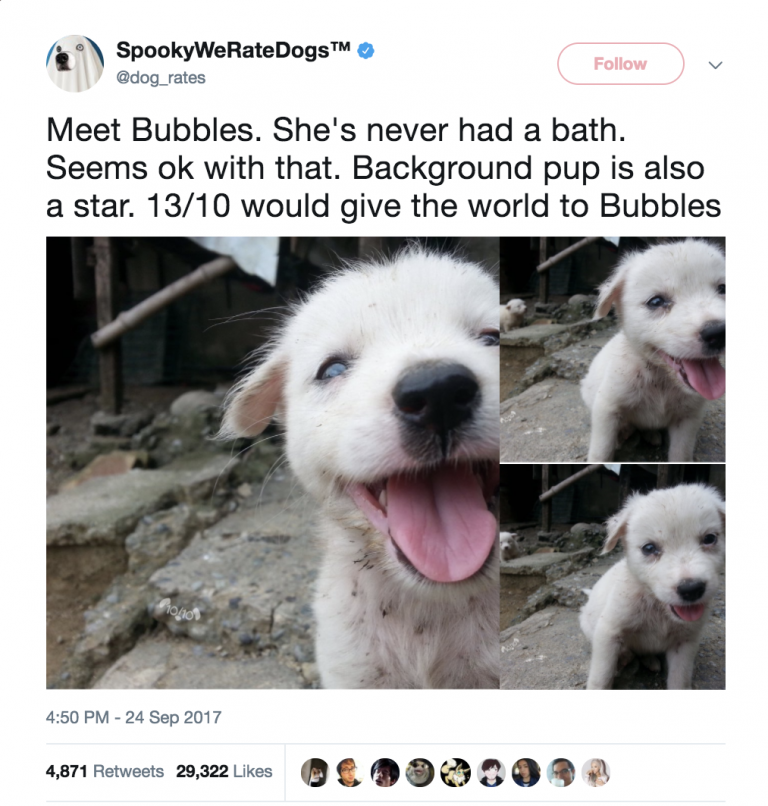 SpookyWeRateDogs™
@dog_rates
Follow
Meet Bubbles. She's never had a bath.
Seems ok with that. Background pup is also
a star. 13/10 would give the world to Bubbles
4:50 PM - 24 Sep 2017
4,871 Retweets 29,322 Likes